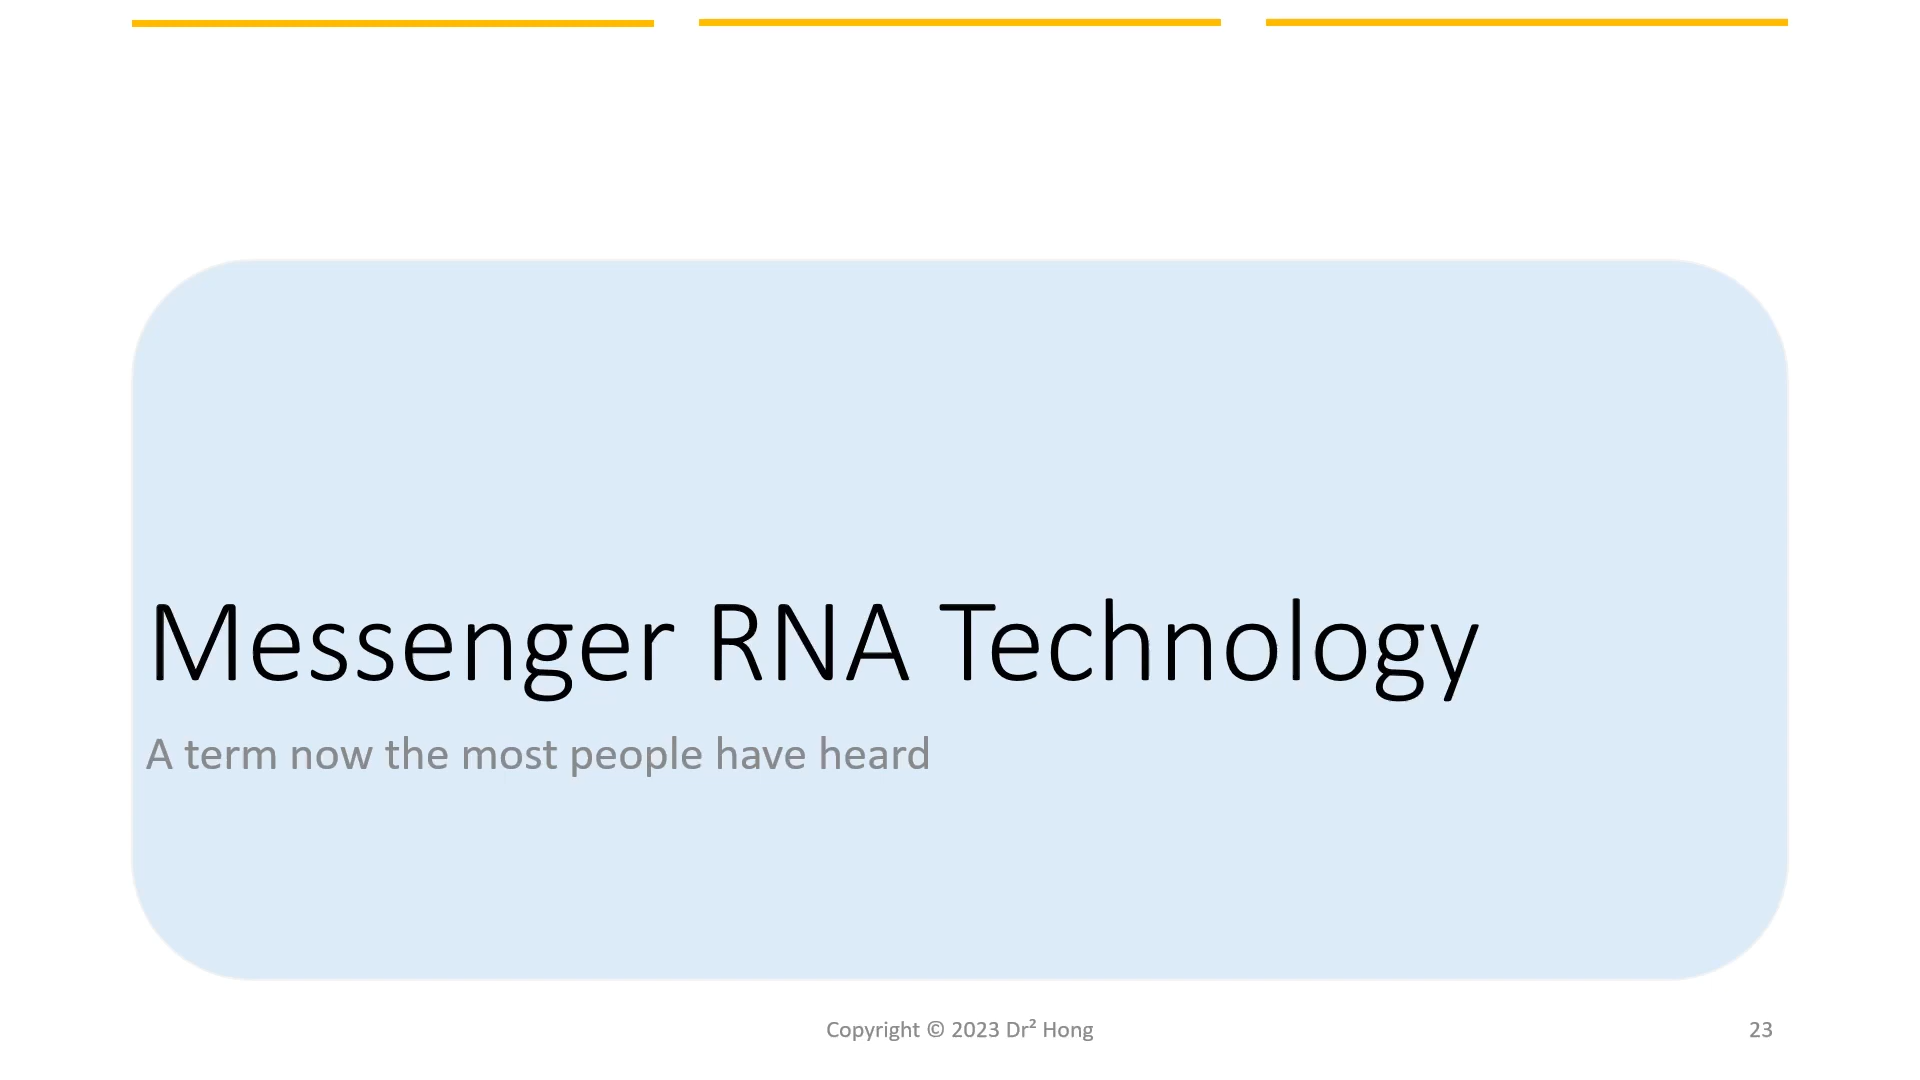 Messenger RNA Technology
A term now the most people have heard
Copyright © 2023 Dr² Hong
23